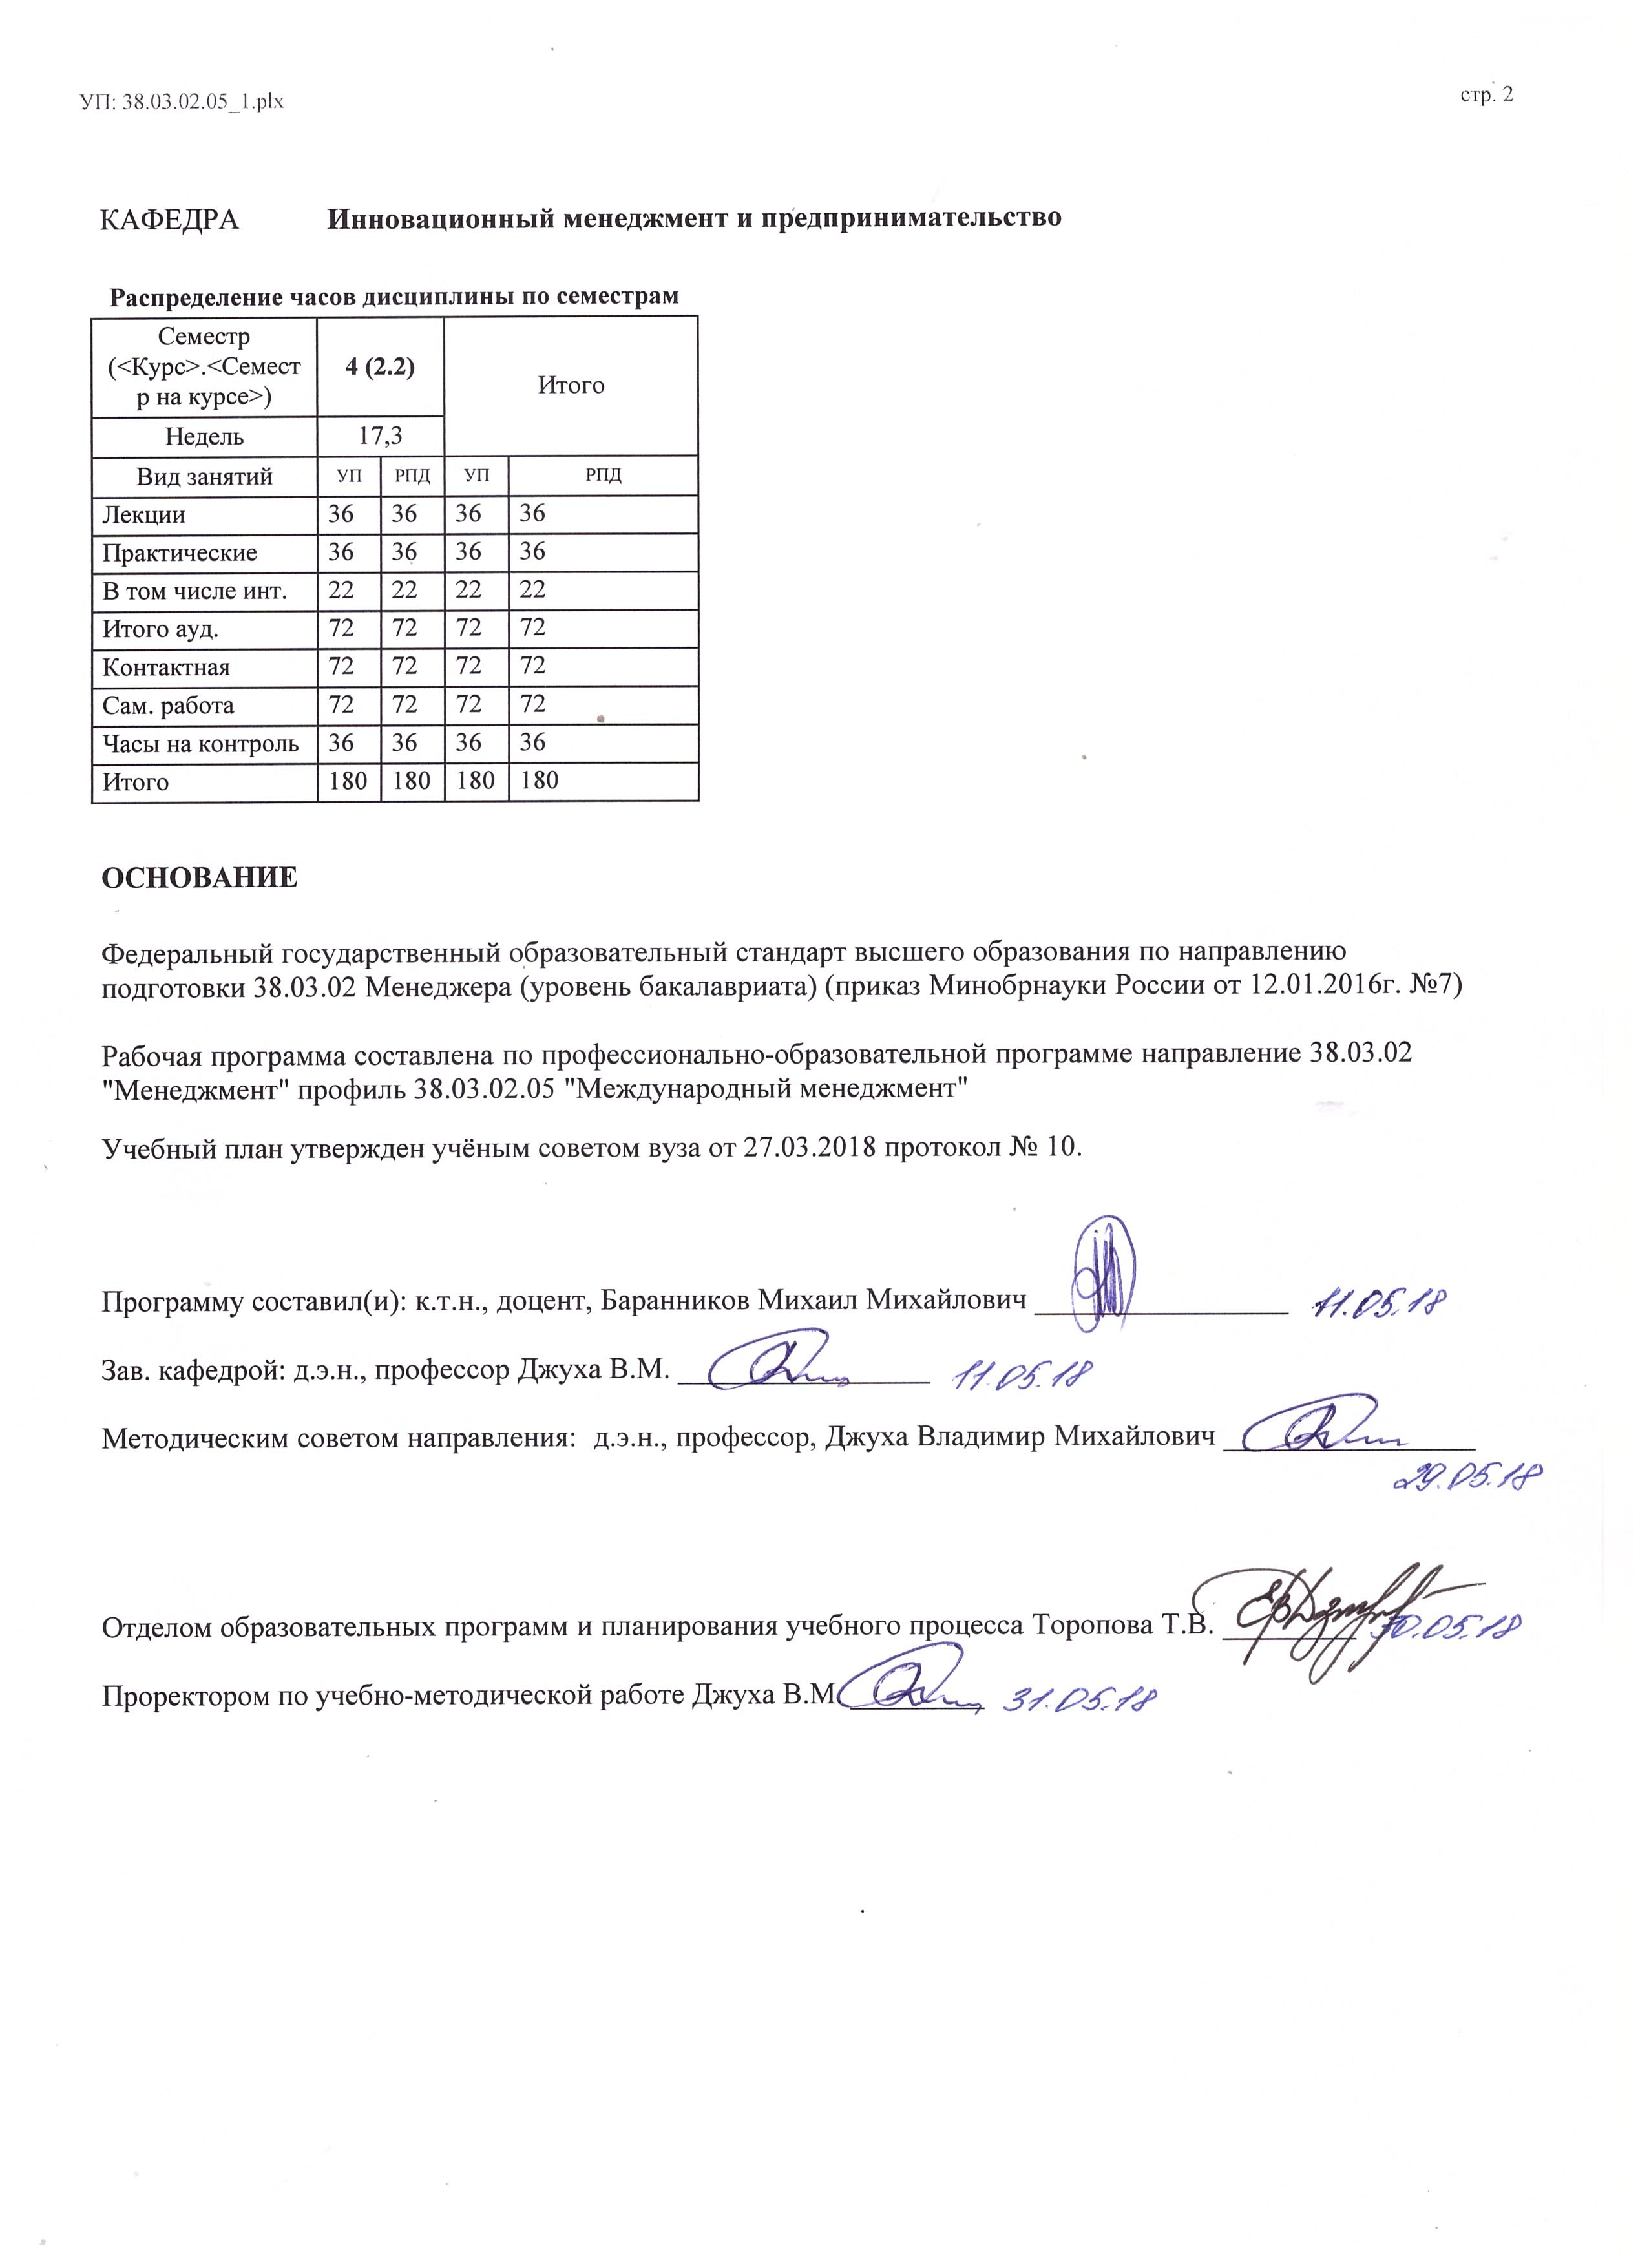 УП: 38.03.02.05_1.plx
стр. 2
КАФЕДРА Инновационный менеджмент и предпринимательство
Распределение часов дисциплины по семестрам
Семестр
(<Курс>.<Семест
р на курсе>)
4 (2.2)
Итого
Недель 17,3
Вид занятий УП РПД УП РПД
Лекции 36 36 36 36
Практические 36 36 36 36
В том числе инт. 22 22 22 22
Итого ауд. 72 72 72 72
Контактная 72 72 72 72
Сам. работа 72 72 72 72
Часы на контроль 36 36 36 36
Итого 180 180 180 180
ОСНОВАНИЕ
Федеральный государственный образовательный стандарт высшего образования по направлению
подготовки 38.03.02 Менеджера (уровень бакалавриата) (приказ Минобрнауки России от 12.01.2016г. №7)
Рабочая программа составлена по профессионально-образовательной программе направление 38.03.02
"Менеджмент" профиль 38.03.02.05 "Международный менеджмент"
Учебный план утвержден учёным советом вуза от 27.03.2018 протокол № 10.
Программу составил(и): к.т.н., доцент, Баранников Михаил Михайлович 11.05.18
Зав. кафедрой: д.э.н., профессор Джуха В.М. 11.05.18
Методическим советом направления: д.э.н., профессор, Джуха Владимир Михайлович
29.05.18
Отделом образовательных программ и планирования учебного процесса Торопова Т.В. 30.05.18
Проректором по учебно-методической работе Джуха В.М. 31.05.18